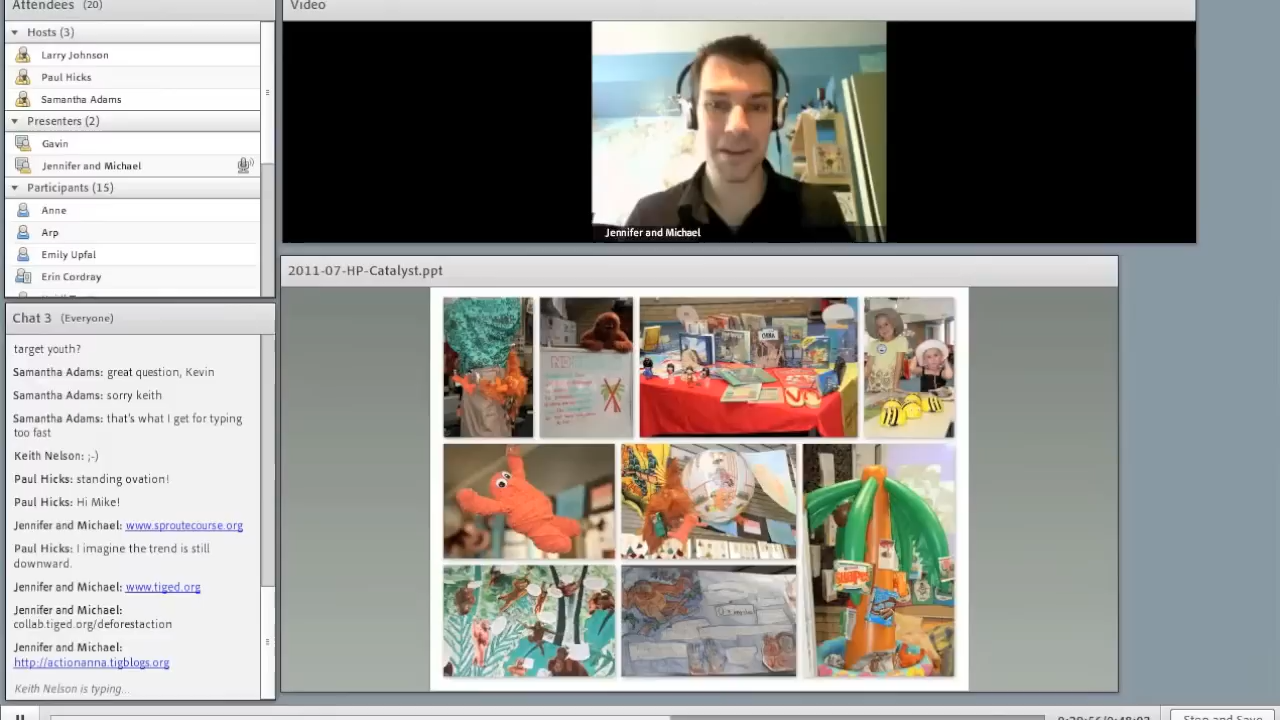 Attendees (20)
Hosts (3)
Larry Johnson
Paul Hicks
Samantha Adams
Presenters (2)
Gavin
Jennifer and Michael
Participants (15)
Anne
Arp
Emily Upfal
Erin Cordray
Chat 3 (Everyone)
target youth?
Samantha Adams: great question, Kevin
Samantha Adams: sorry keith
Samantha Adams: that's what I get for typing
too fast
Keith Nelson: ;-)
Paul Hicks: standing ovation!
Paul Hicks: Hi Mike!
Jennifer and Michael: www.sproutecourse.org
Paul Hicks: I imagine the trend is still
downward.
Jennifer and Michael: www.tiged.org
Jennifer and Michael:
collab.tiged.org/deforestaction
Jennifer and Michael:
http://actionanna.tigblogs.org
Keith Nelson is typing...
Video
Jennifer and Michael
2011-07-HP-Catalyst.ppt
Stop and Save